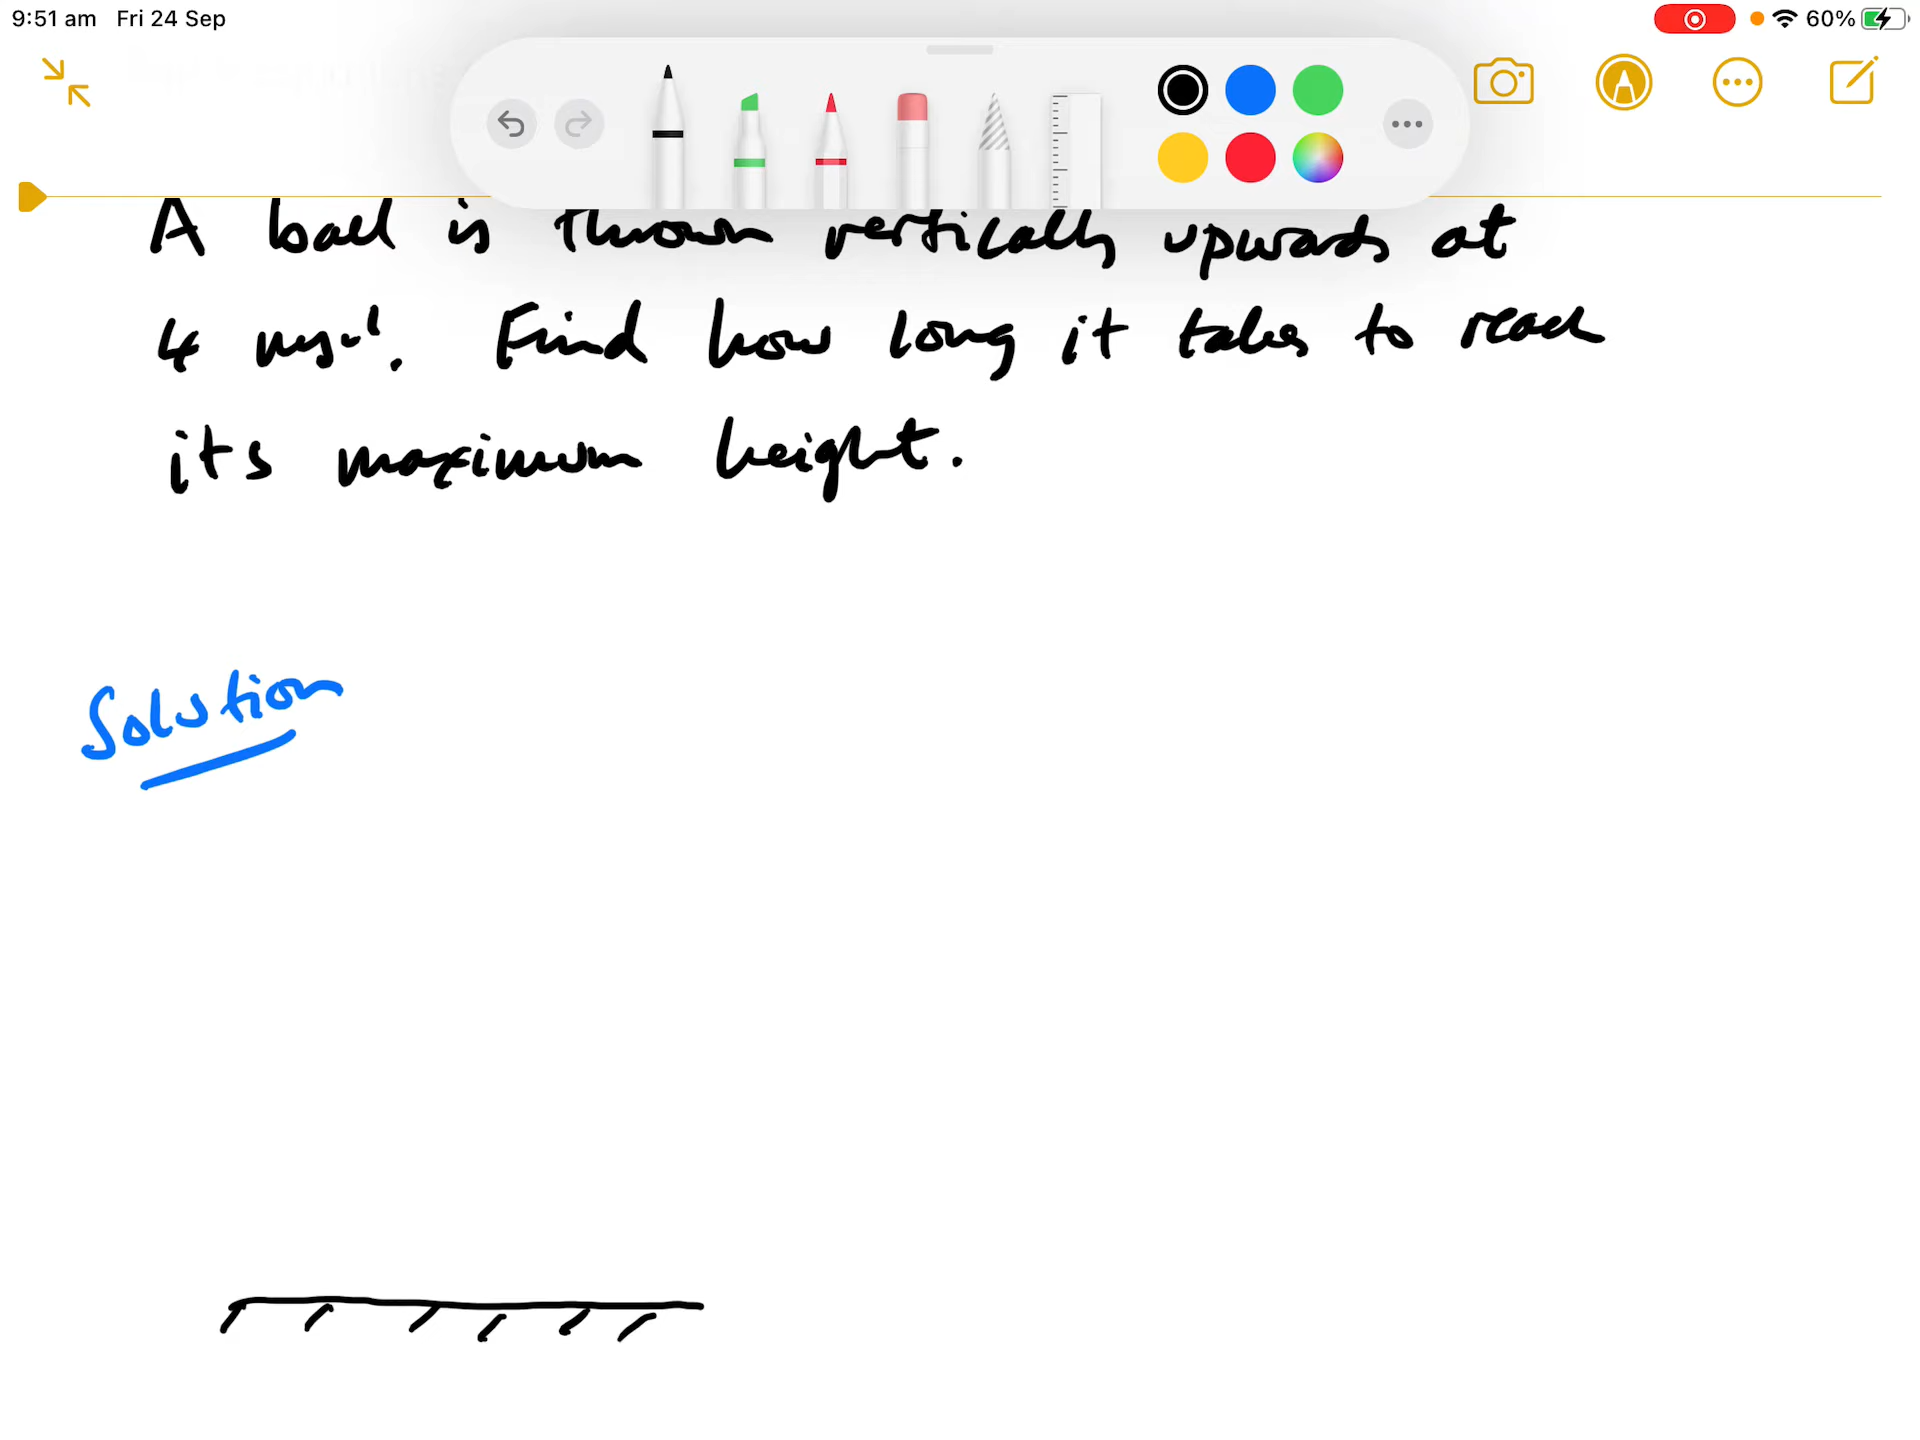 9:51 am Fri 24 Sep 60%
A ball is thrown vertically upwards at
4 ms⁻¹. Find how long it takes to reach
its maximum height.
Solution